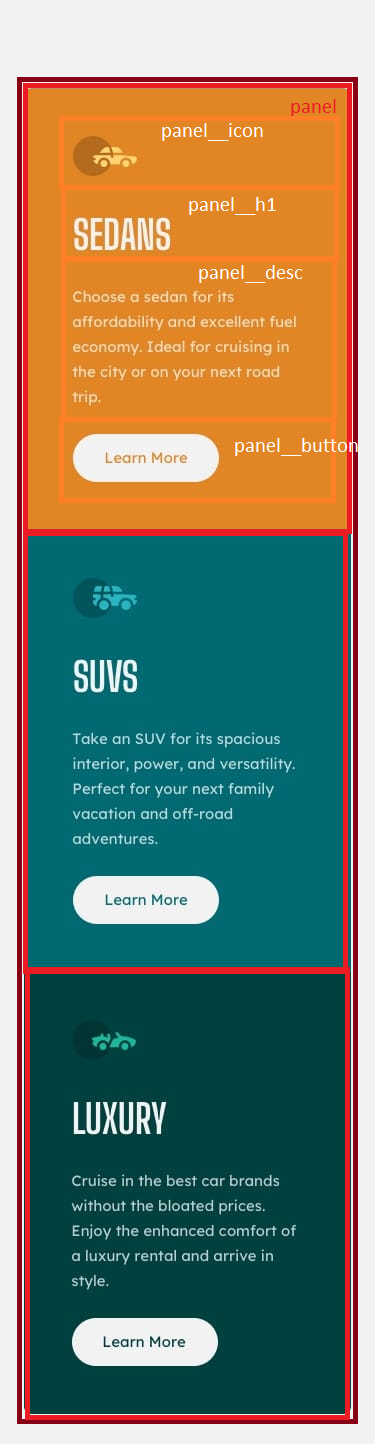 panel
panel__icon
panel__h1
SEDANS
panel__desc
Choose a sedan for its
affordability and excellent fuel
economy. Ideal for cruising in
the city or on your next road
trip.
Learn More
panel__button
SUVS
Take an SUV for its spacious
interior, power, and versatility.
Perfect for your next family
vacation and off-road
adventures.
Learn More
LUXURY
Cruise in the best car brands
without the bloated prices.
Enjoy the enhanced comfort of
a luxury rental and arrive in
style.
Learn More